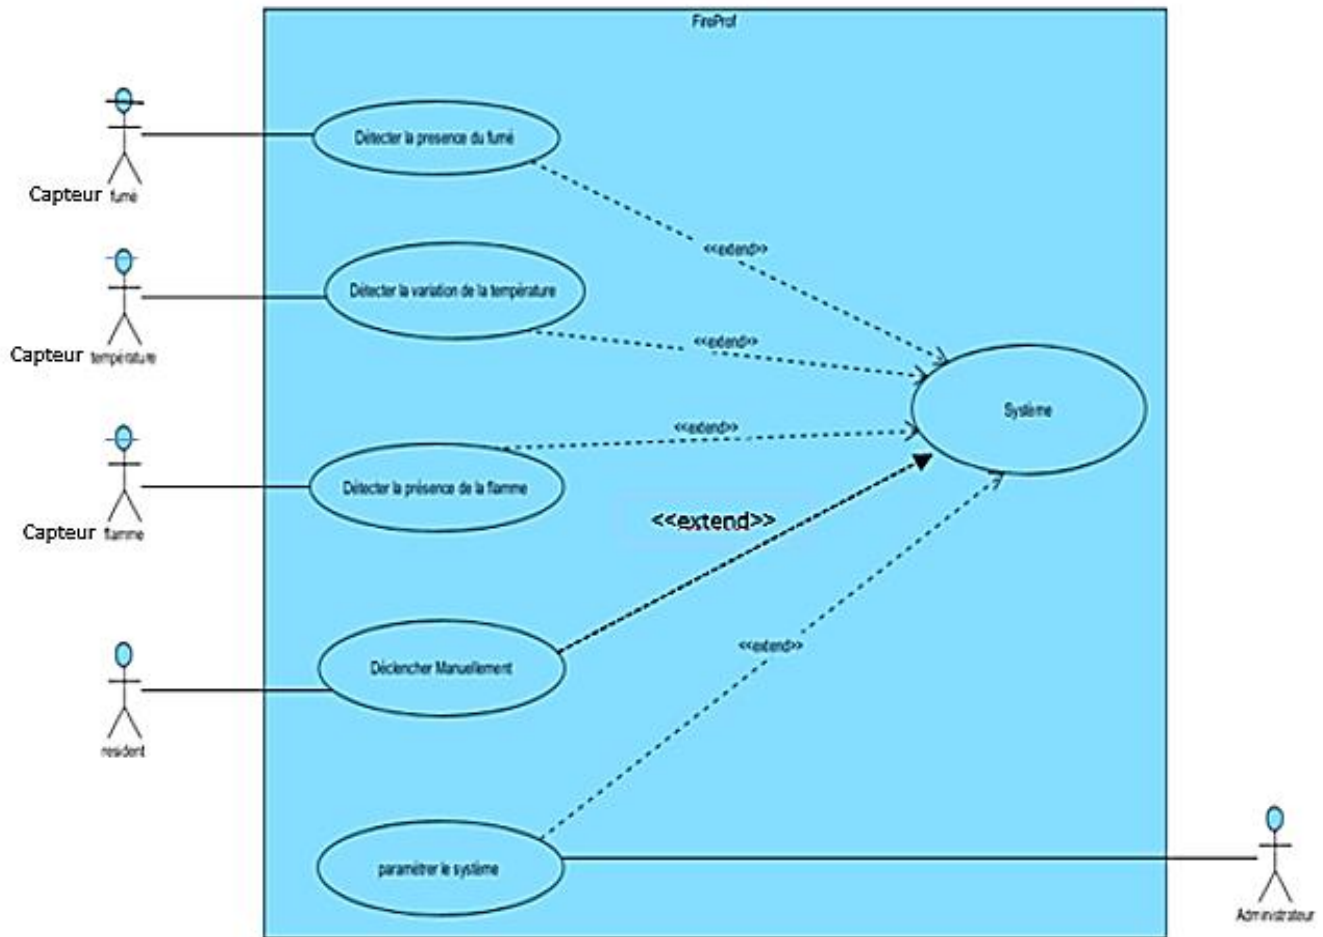 FireProf
Détecter la presence du fumé
Capteur fumé
<<extend>>
Détecter la variation de la température
<<extend>>
Capteur température
Système
<<extend>>
Détecter la présence de la flamme
Capteur flamme
<<extend>>
<<extend>>
Déclencher Manuellement
resident
paramétrer le système
Administrateur